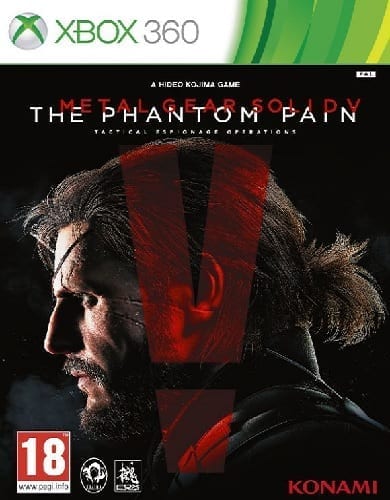 XBOX 360
PAL
A HIDEO KOJIMA GAME
METAL GEAR SOLID V
THE PHANTOM PAIN
TACTICAL ESPIONAGE OPERATIONS
18
www.pegi.info
KONAMI